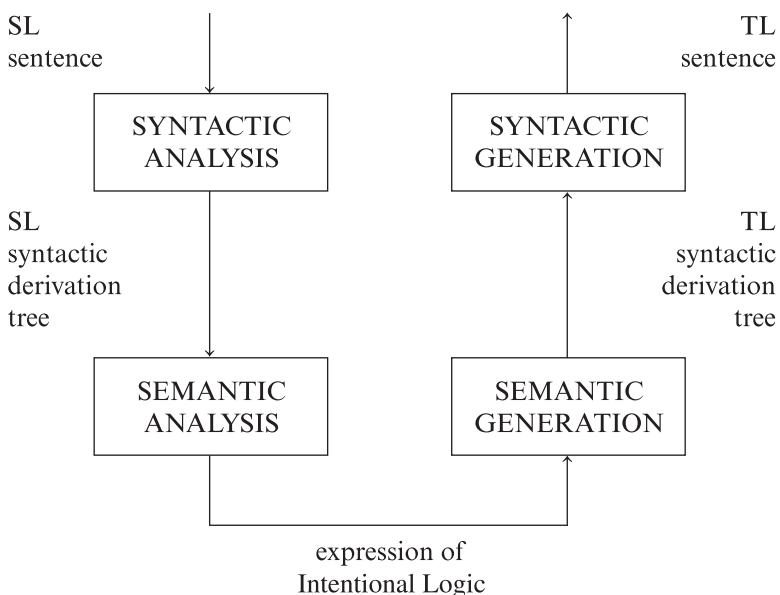 SL
sentence
TL
sentence
SYNTACTIC
ANALYSIS
SYNTACTIC
GENERATION
SL
syntactic
derivation
tree
TL
syntactic
derivation
tree
SEMANTIC
ANALYSIS
SEMANTIC
GENERATION
expression of
Intentional Logic